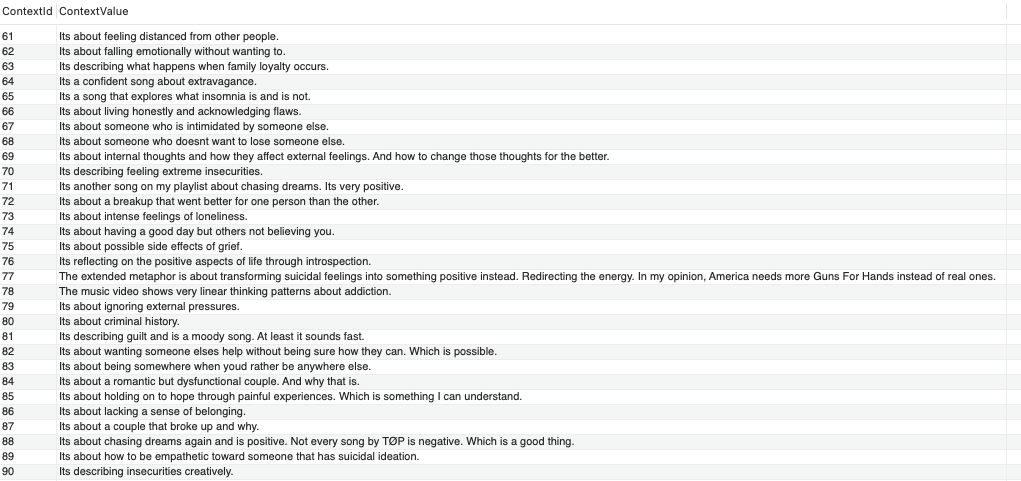 ContextId ContextValue
61 Its about feeling distanced from other people.
62 Its about falling emotionally without wanting to.
63 Its describing what happens when family loyalty occurs.
64 Its a confident song about extravagance.
65 Its a song that explores what insomnia is and is not.
66 Its about living honestly and acknowledging flaws.
67 Its about someone who is intimidated by someone else.
68 Its about someone who doesnt want to lose someone else.
69 Its about internal thoughts and how they affect external feelings. And how to change those thoughts for the better.
70 Its describing feeling extreme insecurities.
71 Its another song on my playlist about chasing dreams. Its very positive.
72 Its about a breakup that went better for one person than the other.
73 Its about intense feelings of loneliness.
74 Its about having a good day but others not believing you.
75 Its about possible side effects of grief.
76 Its reflecting on the positive aspects of life through introspection.
77 The extended metaphor is about transforming suicidal feelings into something positive instead. Redirecting the energy. In my opinion, America needs more Guns For Hands instead of real ones.
78 The music video shows very linear thinking patterns about addiction.
79 Its about ignoring external pressures.
80 Its about criminal history.
81 Its describing guilt and is a moody song. At least it sounds fast.
82 Its about wanting someone elses help without being sure how they can. Which is possible.
83 Its about being somewhere when youd rather be anywhere else.
84 Its about a romantic but dysfunctional couple. And why that is.
85 Its about holding on to hope through painful experiences. Which is something I can understand.
86 Its about lacking a sense of belonging.
87 Its about a couple that broke up and why.
88 Its about chasing dreams again and is positive. Not every song by TØP is negative. Which is a good thing.
89 Its about how to be empathetic toward someone that has suicidal ideation.
90 Its describing insecurities creatively.